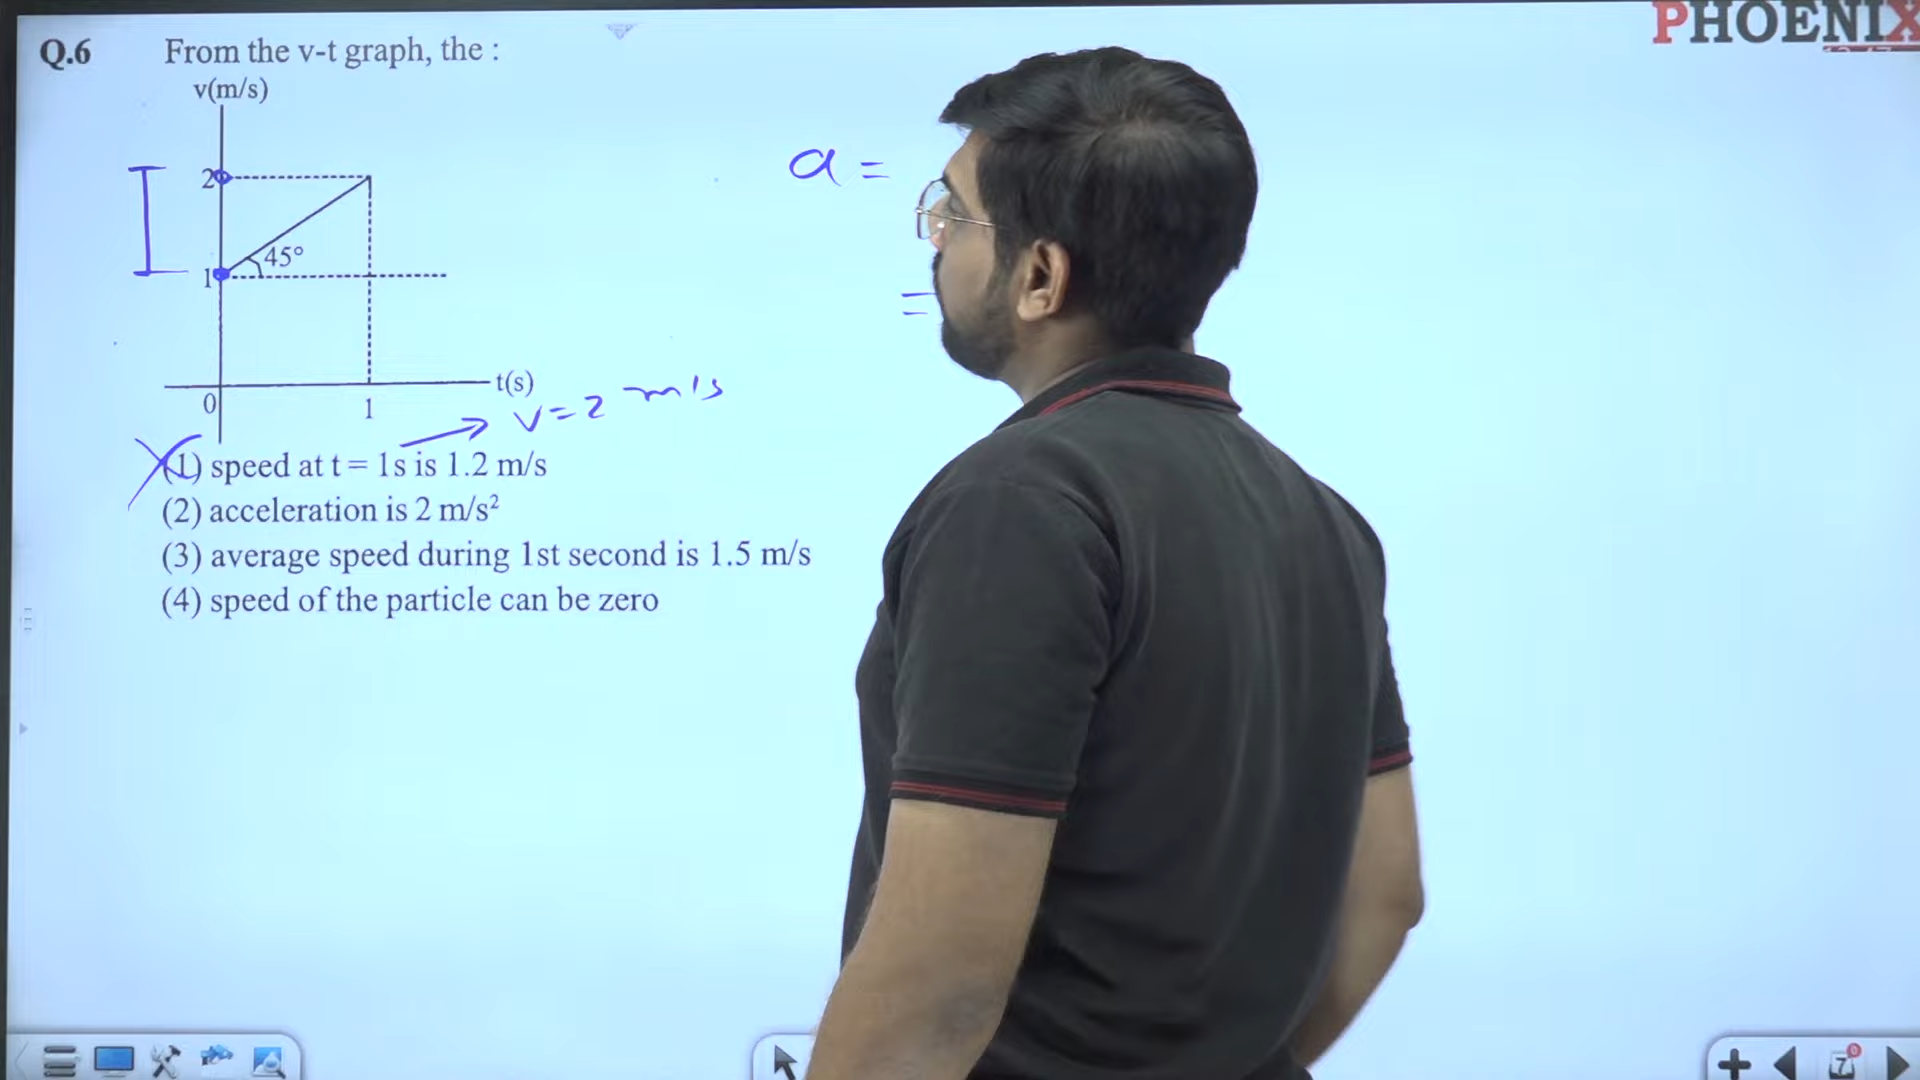 PHOENIX
Q.6 From the v-t graph, the :
v(m/s)
2
45°
1
t(s)
0
1
v=2 m/s
a =
=
(1) speed at t = 1s is 1.2 m/s
(2) acceleration is 2 m/s²
(3) average speed during 1st second is 1.5 m/s
(4) speed of the particle can be zero
7
0